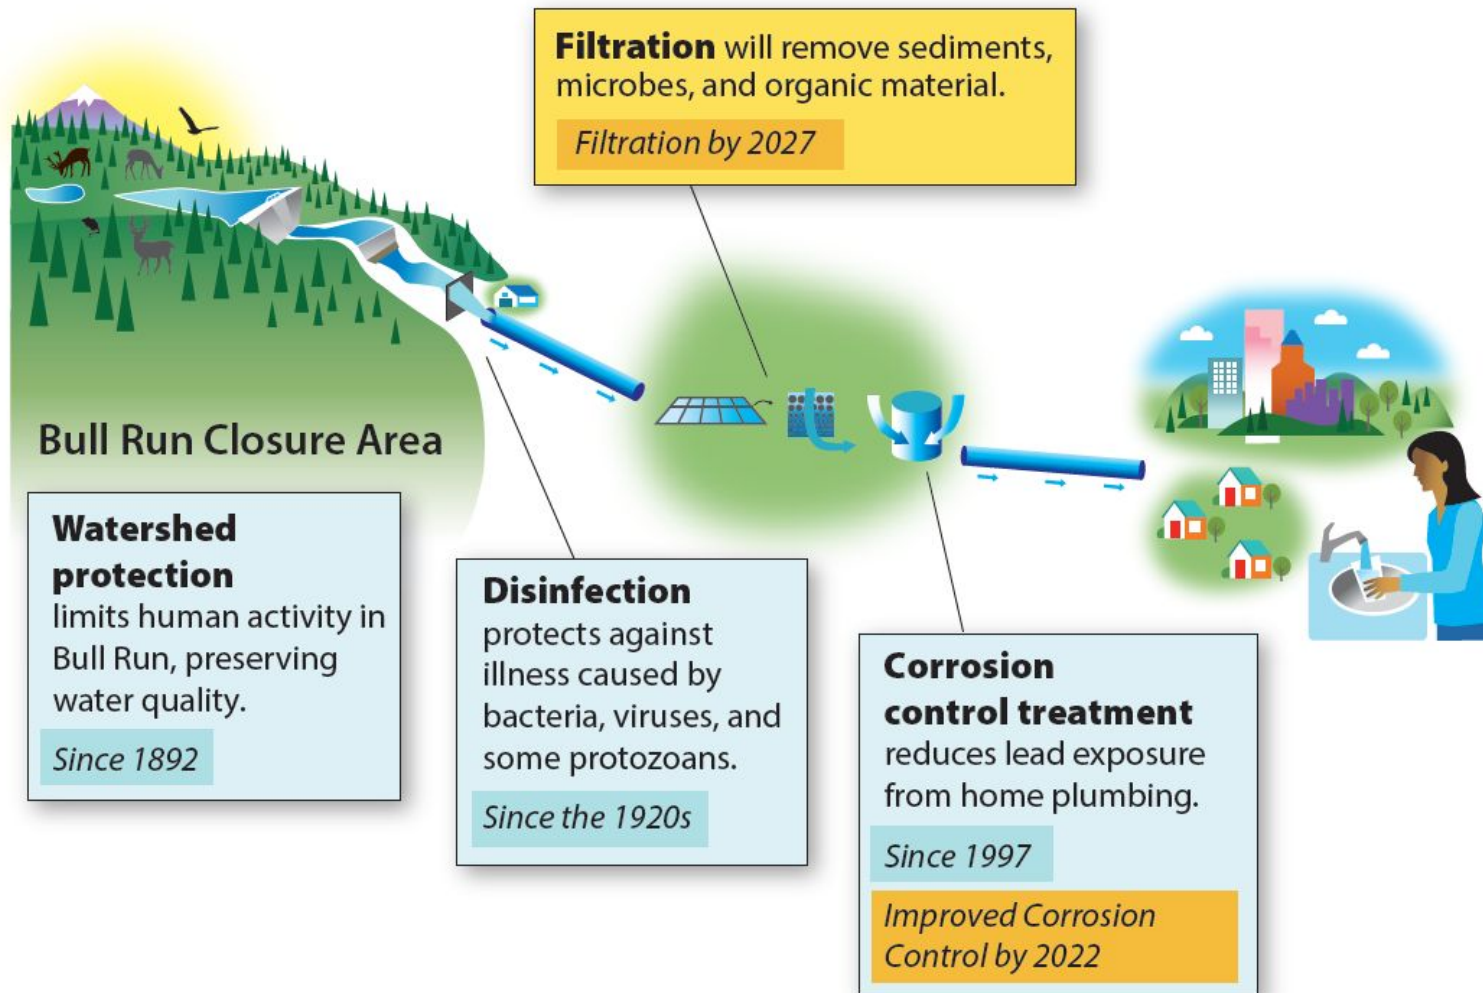 Filtration will remove sediments,
microbes, and organic material.
Filtration by 2027
Bull Run Closure Area
Watershed
protection
limits human activity in
Bull Run, preserving
water quality.
Since 1892
Disinfection
protects against
illness caused by
bacteria, viruses, and
some protozoans.
Since the 1920s
Corrosion
control treatment
reduces lead exposure
from home plumbing.
Since 1997
Improved Corrosion
Control by 2022